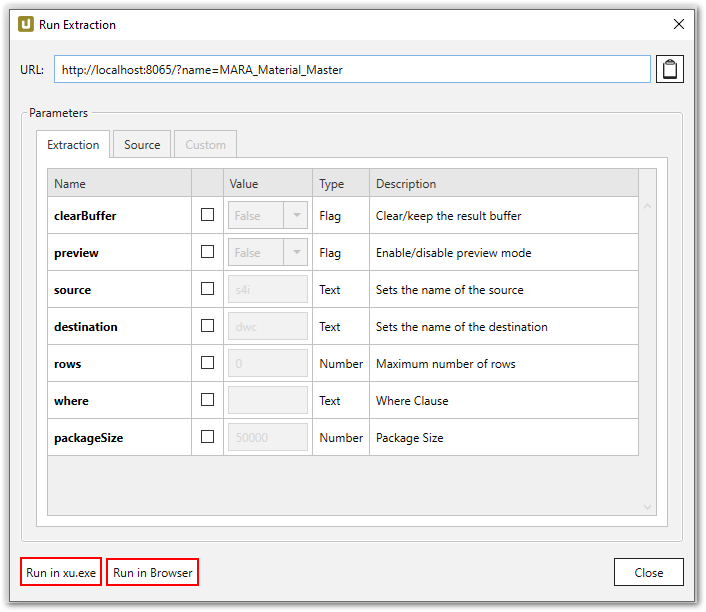 Run Extraction
URL: http://localhost:8065/?name=MARA_Material_Master
Parameters
Extraction Source Custom
Name Value Type Description
clearBuffer False Flag Clear/keep the result buffer
preview False Flag Enable/disable preview mode
source s4i Text Sets the name of the source
destination dwc Text Sets the name of the destination
rows 0 Number Maximum number of rows
where Text Where Clause
packageSize 50000 Number Package Size
Run in xu.exe Run in Browser Close